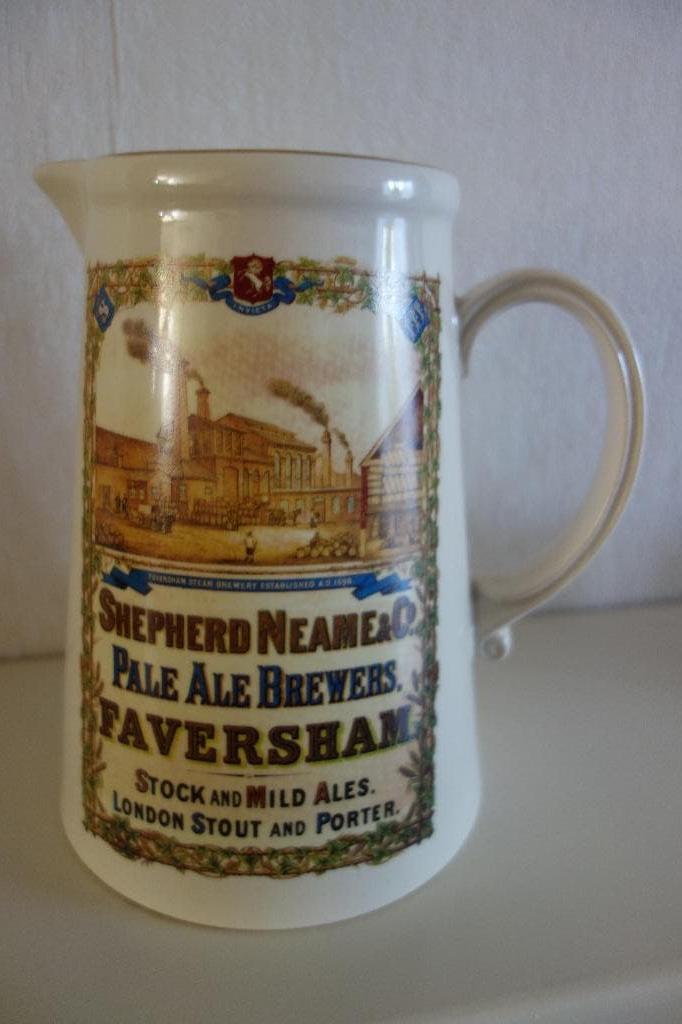 INVICTA
FAVERSHAM STEAM BREWERY ESTABLISHED A.D. 1698
SHEPHERD NEAME & CO.
PALE ALE BREWERS.
FAVERSHAM.
STOCK AND MILD ALES.
LONDON STOUT AND PORTER.